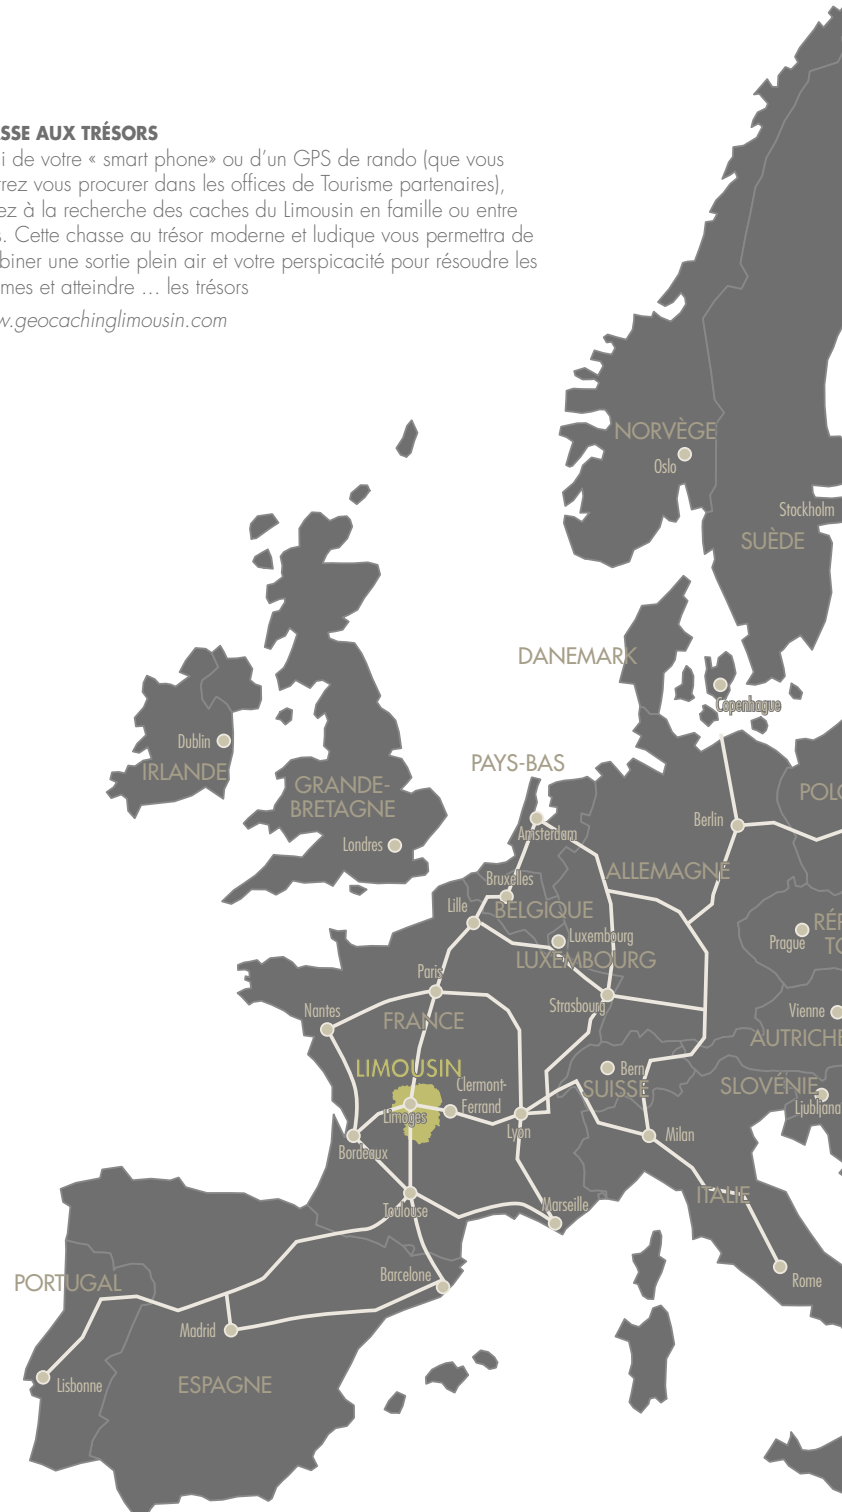 SSE AUX TRÉSORS
i de votre « smart phone» ou d’un GPS de rando (que vous
rez vous procurer dans les offices de Tourisme partenaires),
ez à la recherche des caches du Limousin en famille ou entre
s. Cette chasse au trésor moderne et ludique vous permettra de
biner une sortie plein air et votre perspicacité pour résoudre les
mes et atteindre ... les trésors
w.geocachinglimousin.com
NORVÈGE
Oslo
Stockholm
SUÈDE
DANEMARK
Copenhague
Dublin
IRLANDE
PAYS-BAS
GRANDE-
BRETAGNE
POLO
Londres
Amsterdam
Berlin
ALLEMAGNE
Bruxelles
Lille
BELGIQUE
Luxembourg
LUXEMBOURG
Prague
RÉP
TC
Paris
Strasbourg
Nantes
FRANCE
Vienne
AUTRICHE
LIMOUSIN
Bern
SUISSE
Clermont-
Ferrand
SLOVÉNIE
Ljubljana
Limoges
Lyon
Milan
Bordeaux
ITALIE
Toulouse
Marseille
Barcelone
Rome
PORTUGAL
Madrid
Lisbonne
ESPAGNE